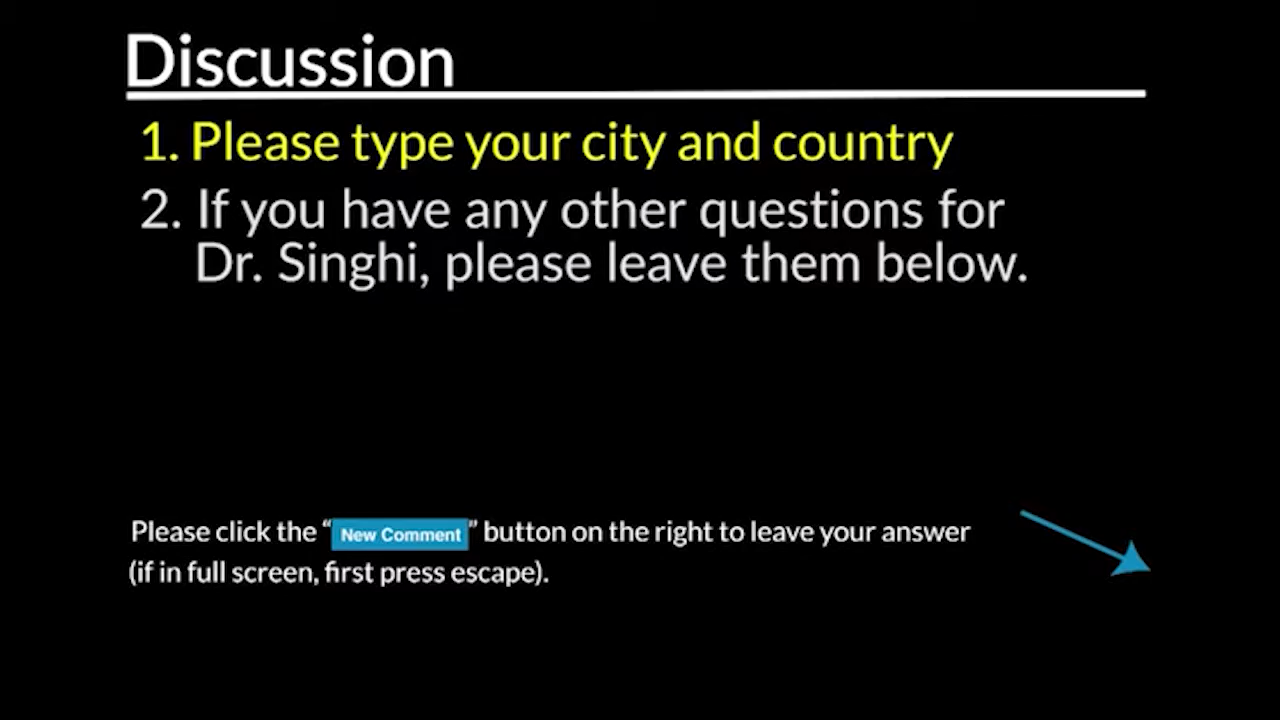 Discussion
1. Please type your city and country
2. If you have any other questions for
Dr. Singhi, please leave them below.
Please click the “New Comment” button on the right to leave your answer
(if in full screen, first press escape).